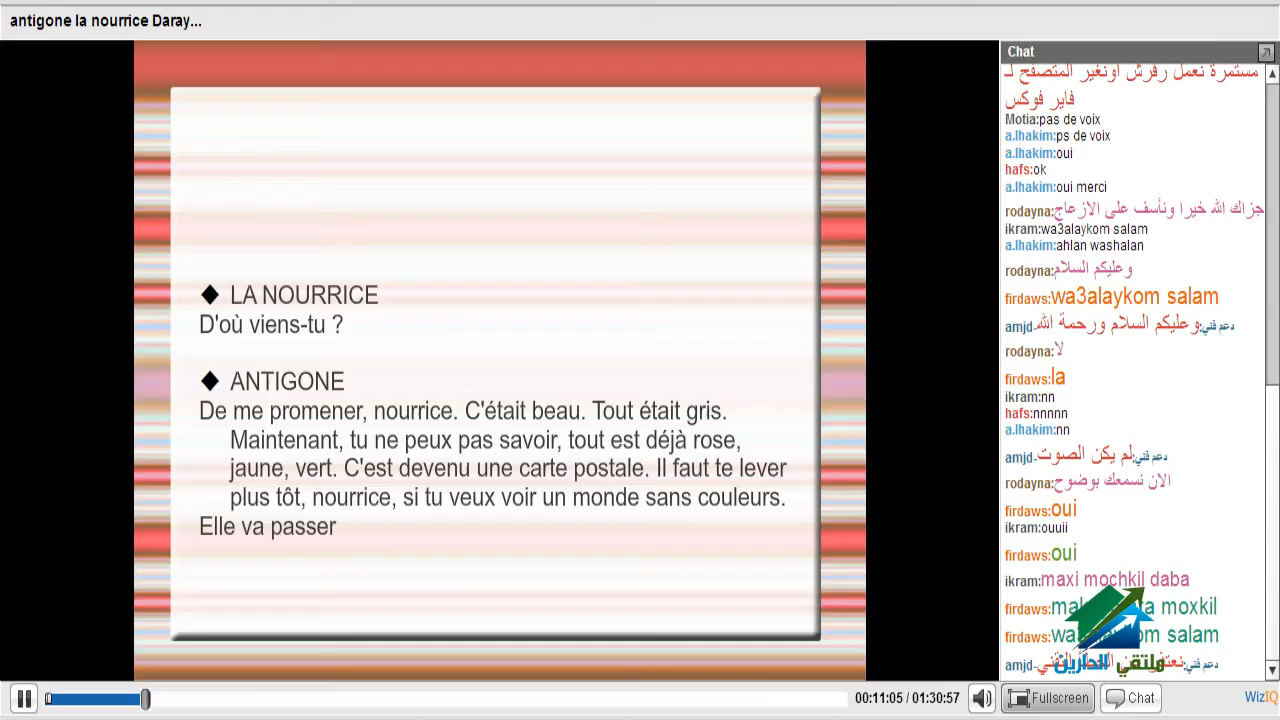 antigone la nourrice Daray...
◆ LA NOURRICE
D'où viens-tu ?
◆ ANTIGONE
De me promener, nourrice. C'était beau. Tout était gris.
Maintenant, tu ne peux pas savoir, tout est déjà rose,
jaune, vert. C'est devenu une carte postale. Il faut te lever
plus tôt, nourrice, si tu veux voir un monde sans couleurs.
Elle va passer
Chat
مستمرة نعمل رفرش اونغير المتصفح لـ
فاير فوكس
Motia:pas de voix
a.lhakim:ps de voix
a.lhakim:oui
hafs:ok
a.lhakim:oui merci
rodayna:جزاك الله خيرا ونأسف على الازعاج
ikram:wa3alaykom salam
a.lhakim:ahlan washalan
rodayna:وعليكم السلام
firdaws:wa3alaykom salam
amjd-دعم فني:وعليكم السلام ورحمة الله
rodayna:لا
firdaws:la
ikram:nn
hafs:nnnnn
a.lhakim:nn
amjd-دعم فني:لم يكن الصوت
rodayna:الان نسمعك بوضوح
firdaws:oui
ikram:ouuii
firdaws:oui
ikram:maxi mochkil daba
firdaws: moxkil
firdaws: salam
amjd-دعم فني:
ملتقي الدارين
00:11:05 / 01:30:57
Fullscreen
Chat
WizIQ